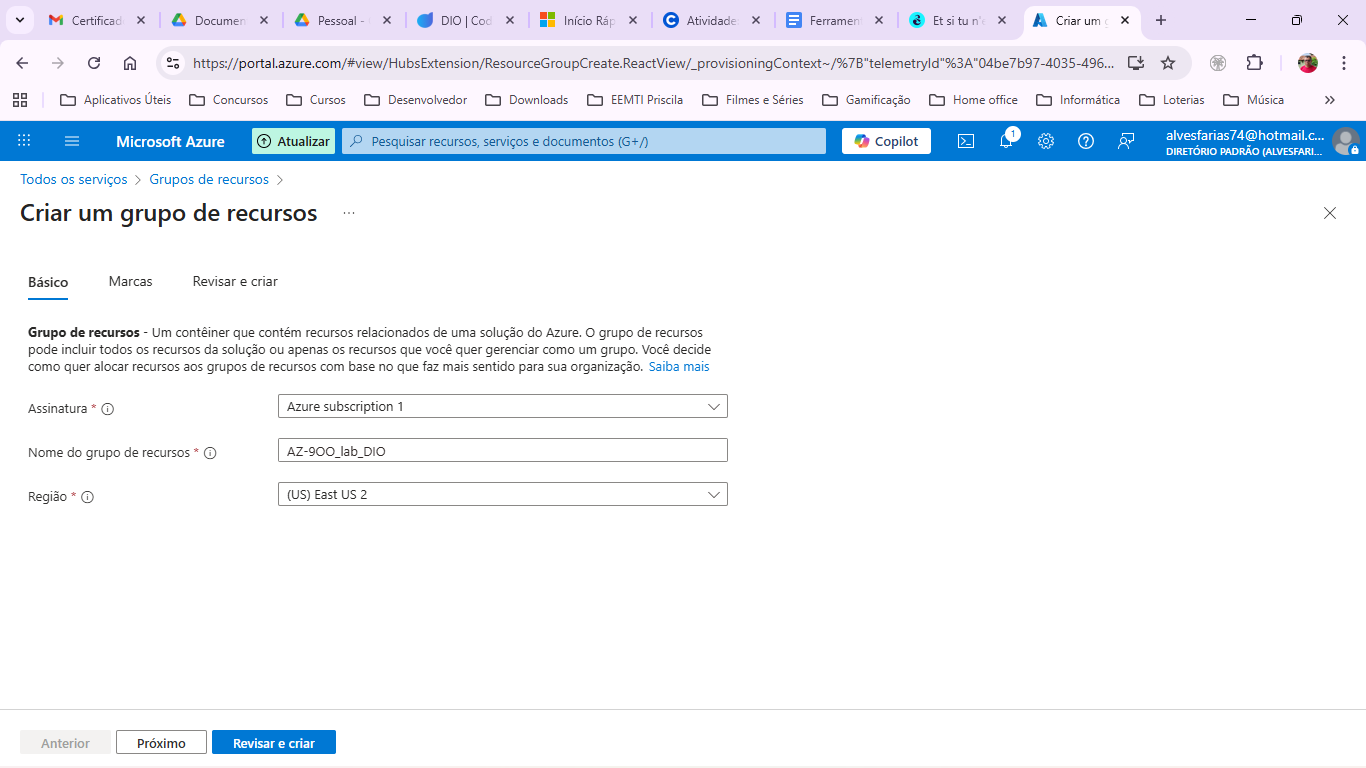 Certificado
Documen
Pessoal -
DIO | Cod
Início Ráp
Atividades
Ferrament
Et si tu n'e
Criar um g
https://portal.azure.com/#view/HubsExtension/ResourceGroupCreate.ReactView/_provisioningContext~/%7B"telemetryId"%3A"04be7b97-4035-496...
Aplicativos Úteis
Concursos
Cursos
Desenvolvedor
Downloads
EEMTI Priscila
Filmes e Séries
Gamificação
Home office
Informática
Loterias
Música
Microsoft Azure
Atualizar
Pesquisar recursos, serviços e documentos (G+/)
Copilot
1
alvesfarias74@hotmail.c...
DIRETÓRIO PADRÃO (ALVESFARI...
Todos os serviços > Grupos de recursos >
Criar um grupo de recursos ...
Básico
Marcas
Revisar e criar
Grupo de recursos - Um contêiner que contém recursos relacionados de uma solução do Azure. O grupo de recursos
pode incluir todos os recursos da solução ou apenas os recursos que você quer gerenciar como um grupo. Você decide
como quer alocar recursos aos grupos de recursos com base no que faz mais sentido para sua organização. Saiba mais
Assinatura *
Azure subscription 1
Nome do grupo de recursos *
AZ-9OO_lab_DIO
Região *
(US) East US 2
Anterior
Próximo
Revisar e criar